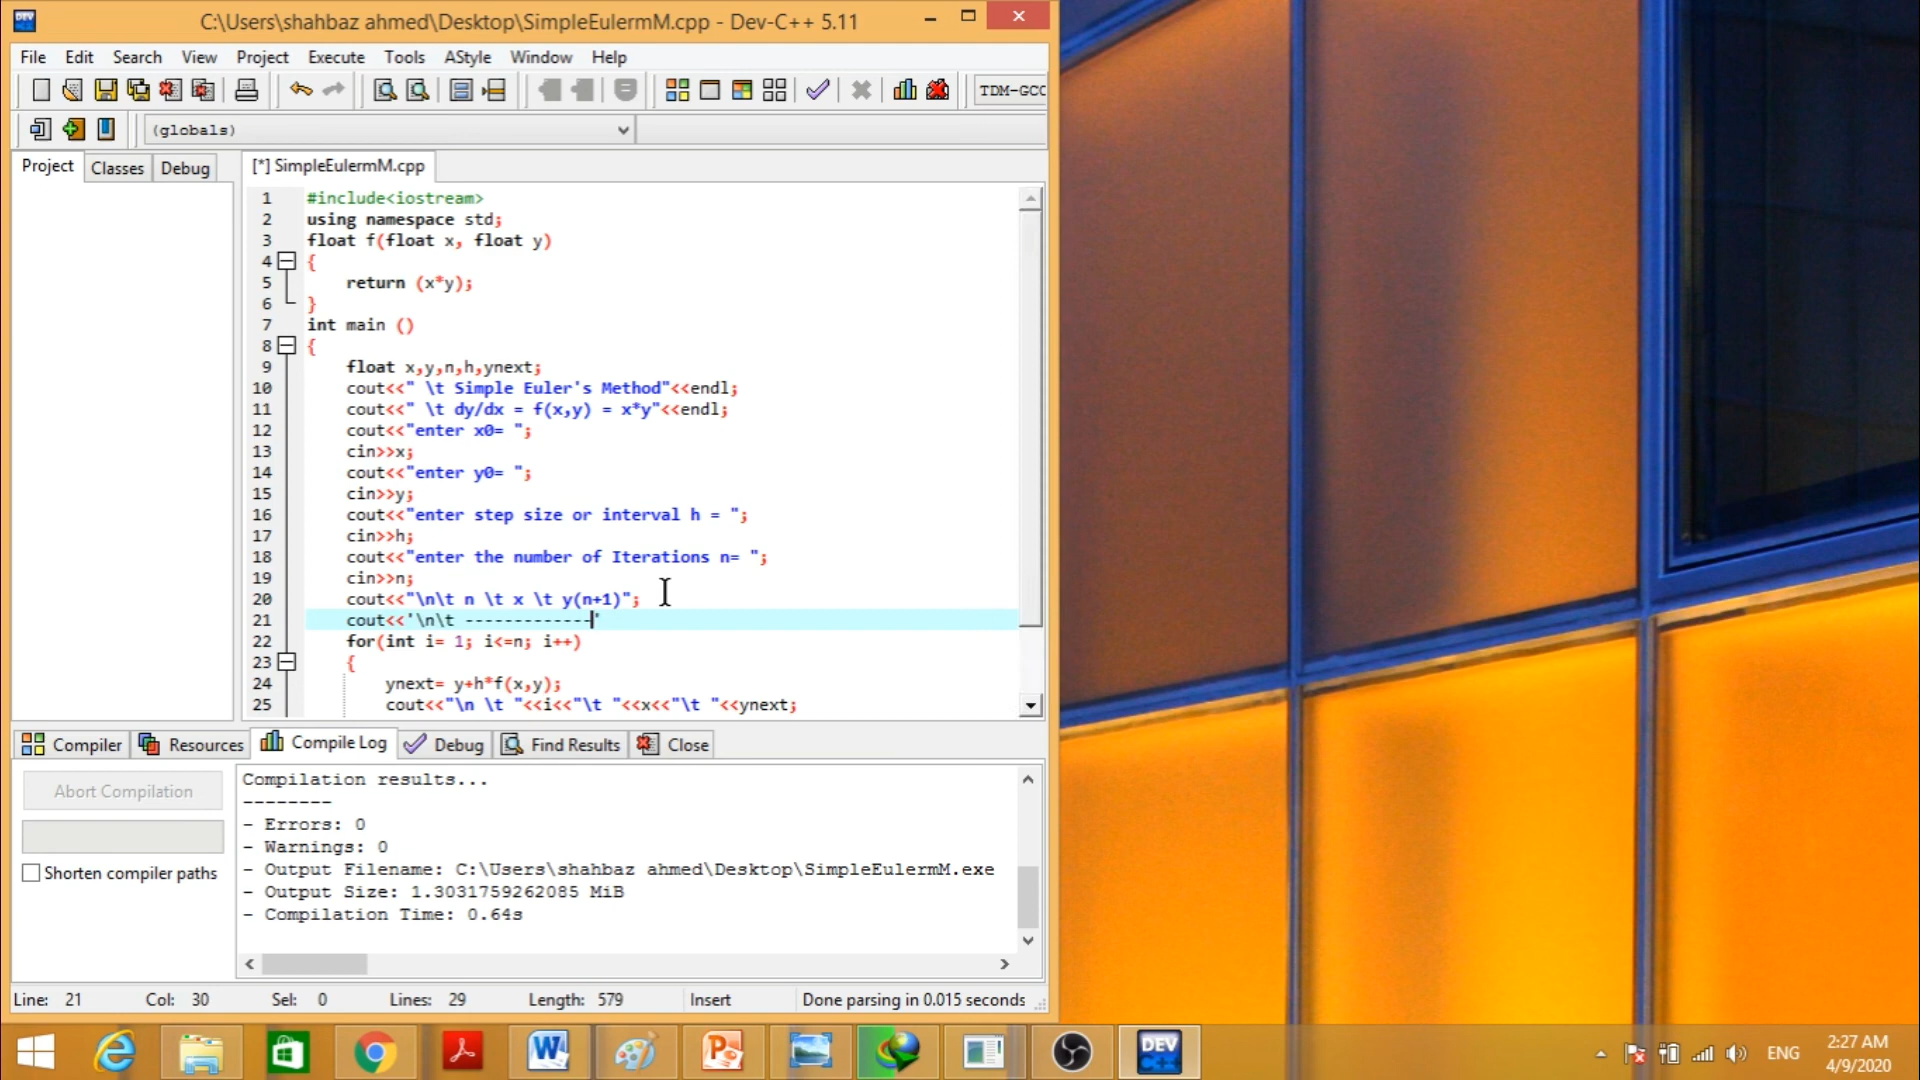 C:\Users\shahbaz ahmed\Desktop\SimpleEulermM.cpp - Dev-C++ 5.11
File Edit Search View Project Execute Tools AStyle Window Help
TDM-GCC
(globals)
Project Classes Debug
[*] SimpleEulermM.cpp
1 #include<iostream>
2 using namespace std;
3 float f(float x, float y)
4 {
5 return (x*y);
6 }
7 int main ()
8 {
9 float x,y,n,h,ynext;
10 cout<<" \t Simple Euler's Method"<<endl;
11 cout<<" \t dy/dx = f(x,y) = x*y"<<endl;
12 cout<<"enter x0= ";
13 cin>>x;
14 cout<<"enter y0= ";
15 cin>>y;
16 cout<<"enter step size or interval h = ";
17 cin>>h;
18 cout<<"enter the number of Iterations n= ";
19 cin>>n;
20 cout<<"\n\t n \t x \t y(n+1)";
21 cout<<'\n\t -------------'
22 for(int i= 1; i<=n; i++)
23 {
24 ynext= y+h*f(x,y);
25 cout<<"\n \t "<<i<<"\t "<<x<<"\t "<<ynext;
Compiler Resources Compile Log Debug Find Results Close
Abort Compilation
Shorten compiler paths
Compilation results...
--------
- Errors: 0
- Warnings: 0
- Output Filename: C:\Users\shahbaz ahmed\Desktop\SimpleEulermM.exe
- Output Size: 1.3031759262085 MiB
- Compilation Time: 0.64s
Line: 21 Col: 30 Sel: 0 Lines: 29 Length: 579 Insert Done parsing in 0.015 seconds
DEV C++
ENG
2:27 AM
4/9/2020